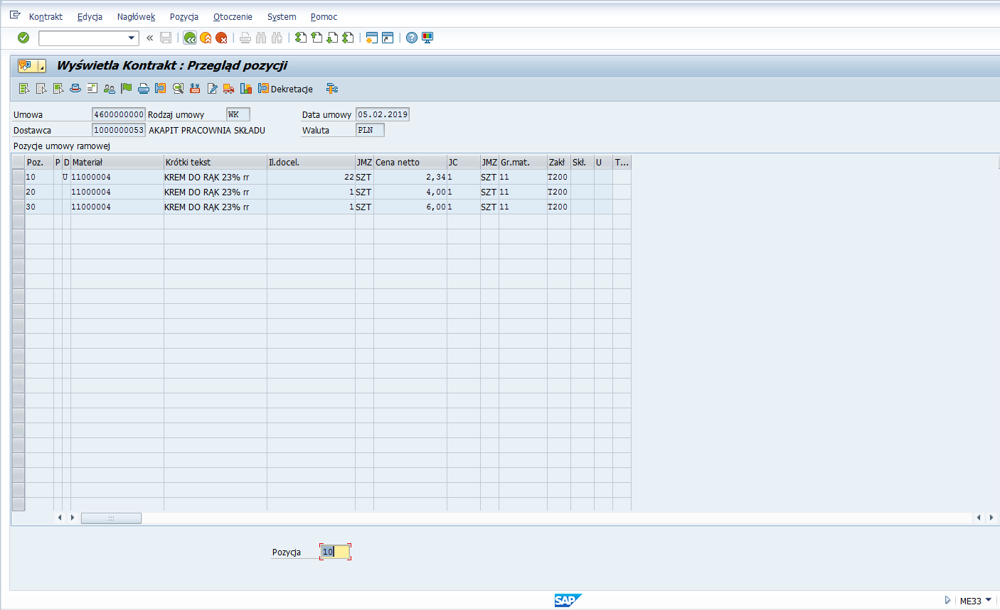 Kontrakt Edycja Nagłówek Pozycja Otoczenie System Pomoc
Wyświetla Kontrakt : Przegląd pozycji
Dekretacje
Umowa 4600000000 Rodzaj umowy WK Data umowy 05.02.2019
Dostawca 1000000053 AKAPIT PRACOWNIA SKŁADU Waluta PLN
Pozycje umowy ramowej
Poz. P D Materiał Krótki tekst Il.docel. JMZ Cena netto JC JMZ Gr.mat. Zakł Skł. U T...
10 U 11000004 KREM DO RĄK 23% rr 22 SZT 2,34 1 SZT 11 T200
20 11000004 KREM DO RĄK 23% rr 1 SZT 4,00 1 SZT 11 T200
30 11000004 KREM DO RĄK 23% rr 1 SZT 6,00 1 SZT 11 T200
Pozycja 10
SAP ME33